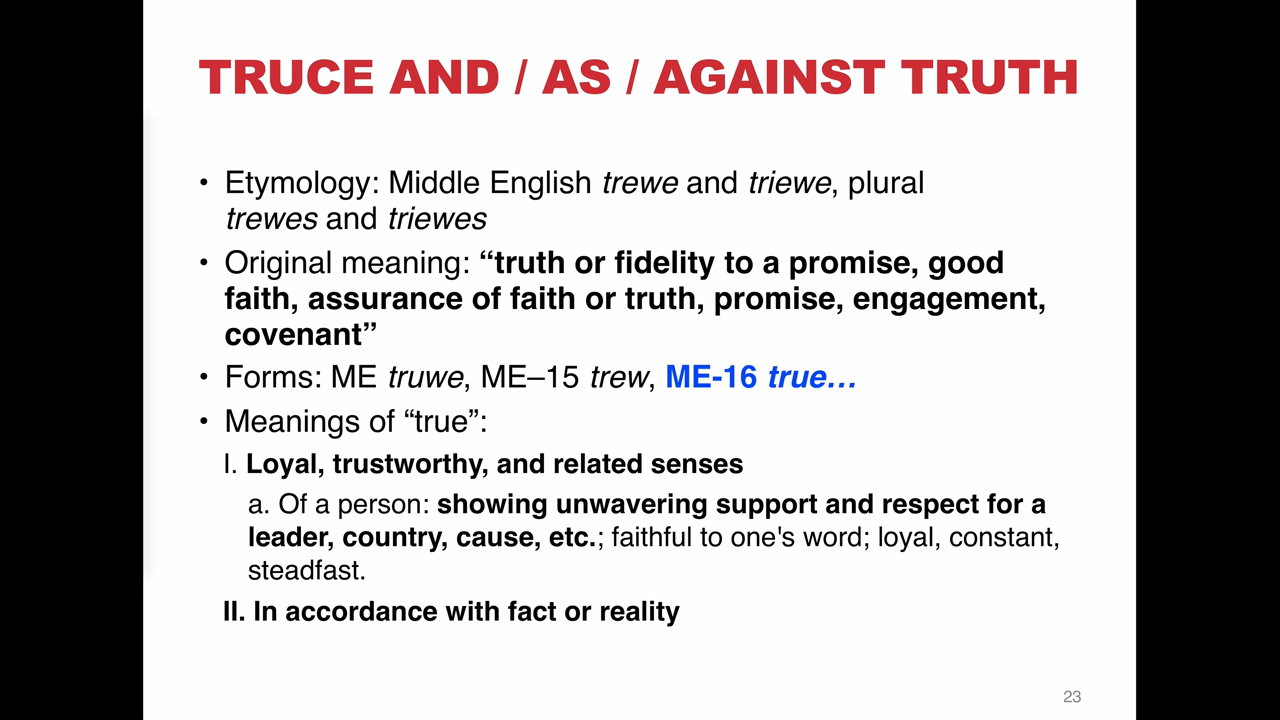 TRUCE AND / AS / AGAINST TRUTH
• Etymology: Middle English trewe and triewe, plural
trewes and triewes
• Original meaning: “truth or fidelity to a promise, good
faith, assurance of faith or truth, promise, engagement,
covenant”
• Forms: ME truwe, ME–15 trew, ME-16 true…
• Meanings of “true”:
I. Loyal, trustworthy, and related senses
a. Of a person: showing unwavering support and respect for a
leader, country, cause, etc.; faithful to one's word; loyal, constant,
steadfast.
II. In accordance with fact or reality
23